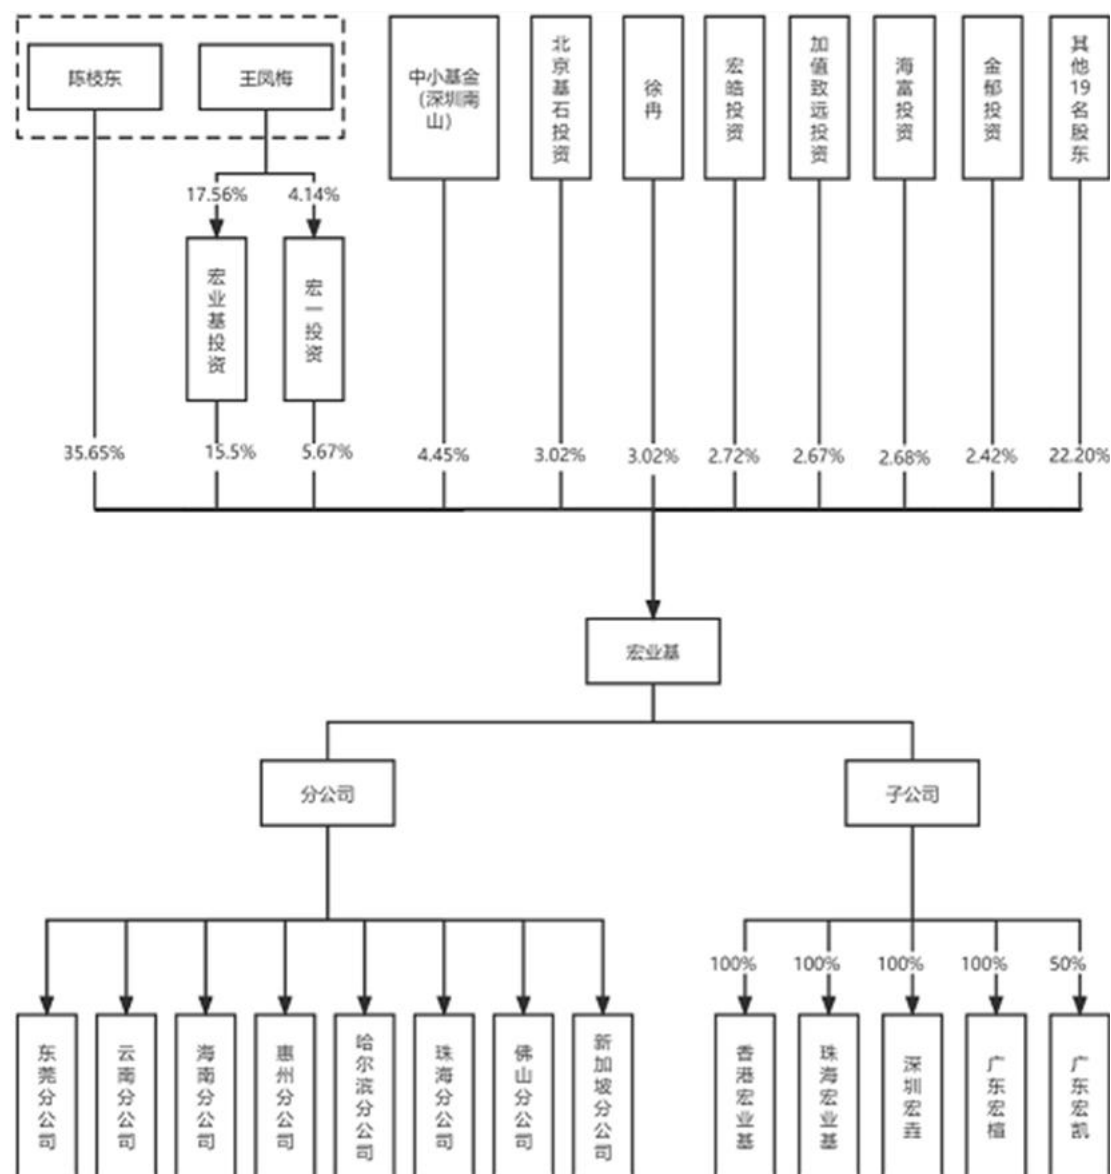 陈枝东
王凤梅
中小基金
（深圳南
山）
北京基石投资
徐冉
宏皓投资
加值致远投资
海富投资
金郁投资
其他19名股东
17.56%
4.14%
宏业基投资
宏一投资
35.65%
15.5%
5.67%
4.45%
3.02%
3.02%
2.72%
2.67%
2.68%
2.42%
22.20%
宏业基
分公司
子公司
100%
100%
100%
100%
50%
东莞分公司
云南分公司
海南分公司
惠州分公司
哈尔滨分公司
珠海分公司
佛山分公司
新加坡分公司
香港宏业基
珠海宏业基
深圳宏垚
广东宏楦
广东宏凯